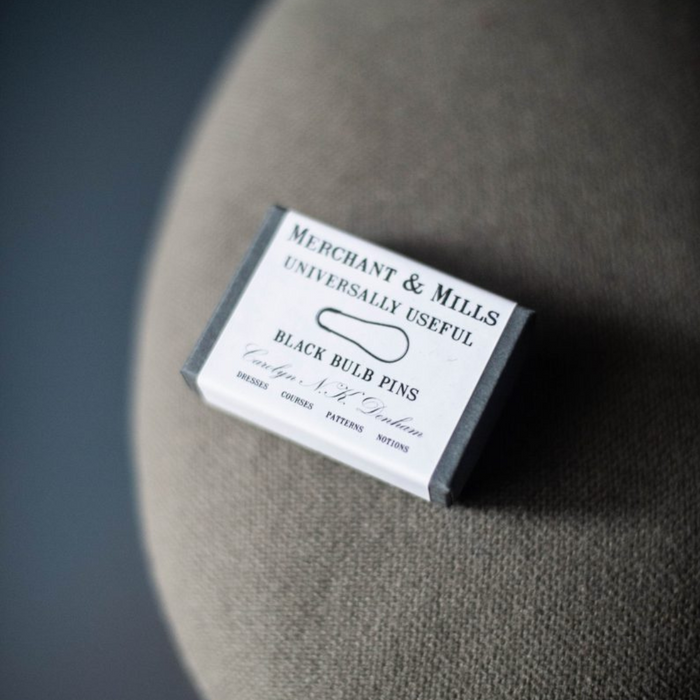 MERCHANT & MILLS
UNIVERSALLY USEFUL
BLACK BULB PINS
Carolyn N.K. Denham
DRESSES COURSES PATTERNS NOTIONS